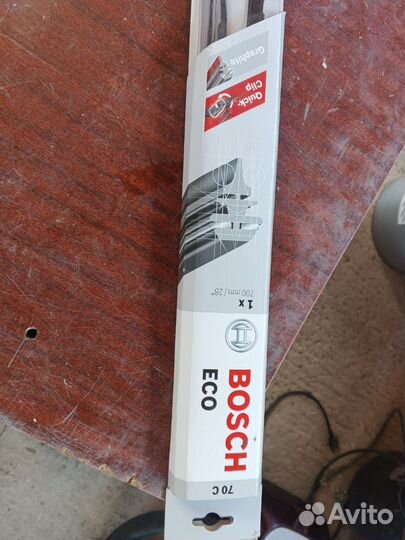 70 C
BOSCH
ECO
1 x
700 mm / 28"
Quick-
Clip
Graphite
Avito